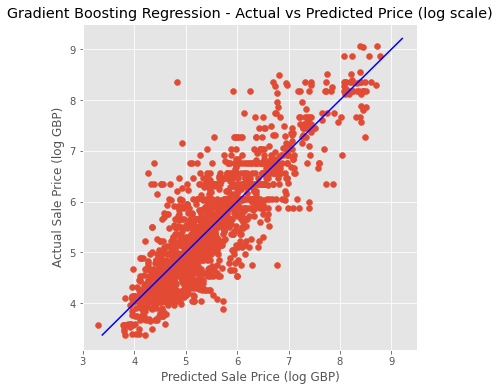 Gradient Boosting Regression - Actual vs Predicted Price (log scale)
Actual Sale Price (log GBP)
9
8
7
6
5
4
3 4 5 6 7 8 9
Predicted Sale Price (log GBP)